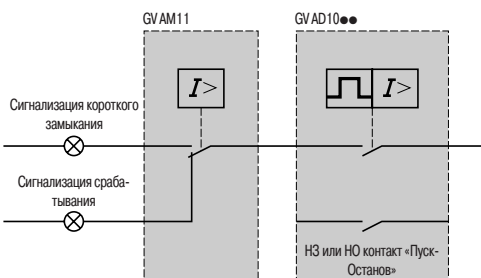 GV AM11
GV AD10●●
I>
I>
Сигнализация короткого
замыкания
Сигнализация сраба-
тывания
НЗ или НО контакт «Пуск-
Останов»